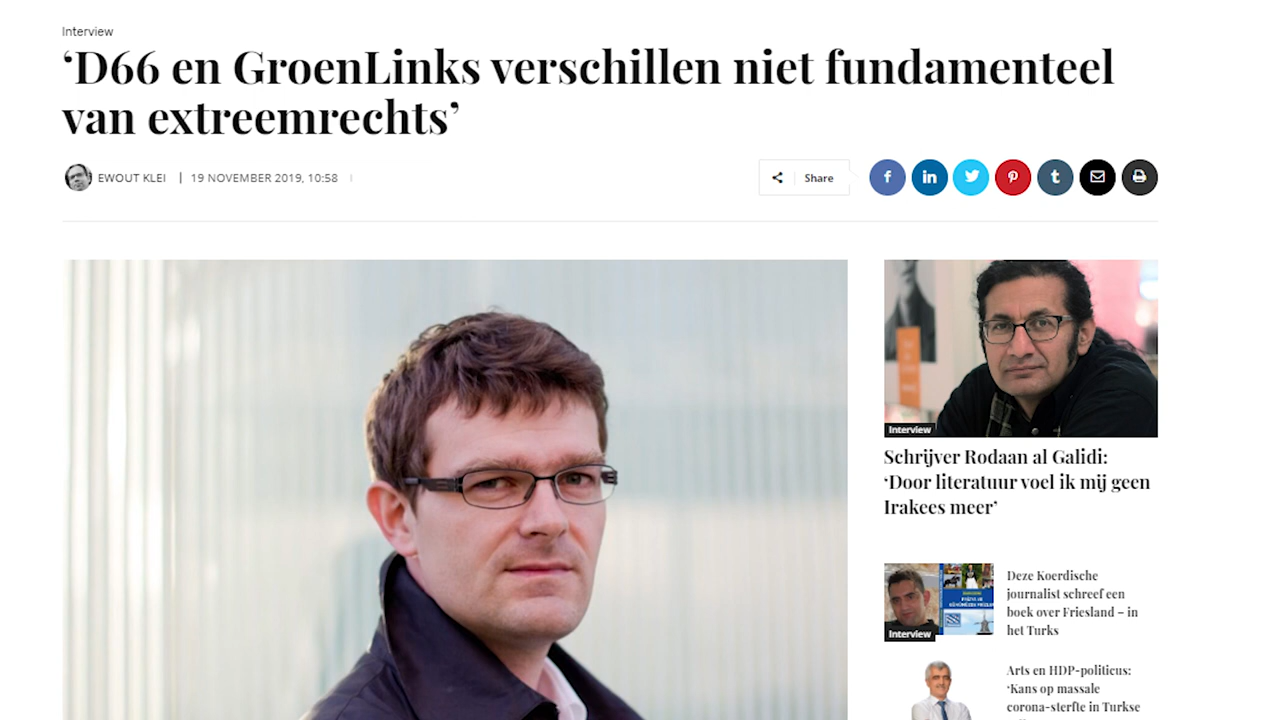 Interview
‘D66 en GroenLinks verschillen niet fundamenteel
van extreemrechts’
EWOUT KLEI | 19 NOVEMBER 2019, 10:58
Share
Interview
Schrijver Rodaan al Galidi:
‘Door literatuur voel ik mij geen
Irakees meer’
Interview
Deze Koerdische
journalist schreef een
boek over Friesland – in
het Turks
Arts en HDP-politicus:
‘Kans op massale
corona-sterfte in Turkse